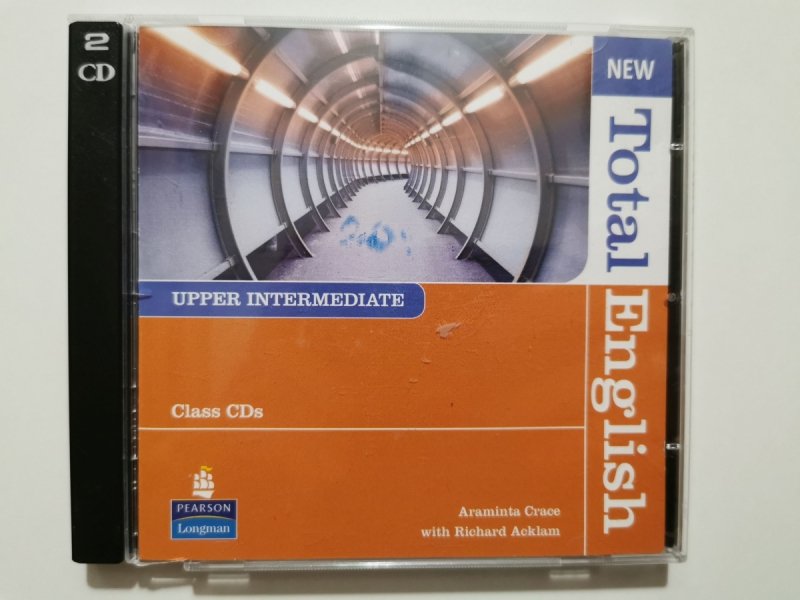 2
CD
NEW
Total English
UPPER INTERMEDIATE
Class CDs
PEARSON
Longman
Araminta Crace
with Richard Acklam